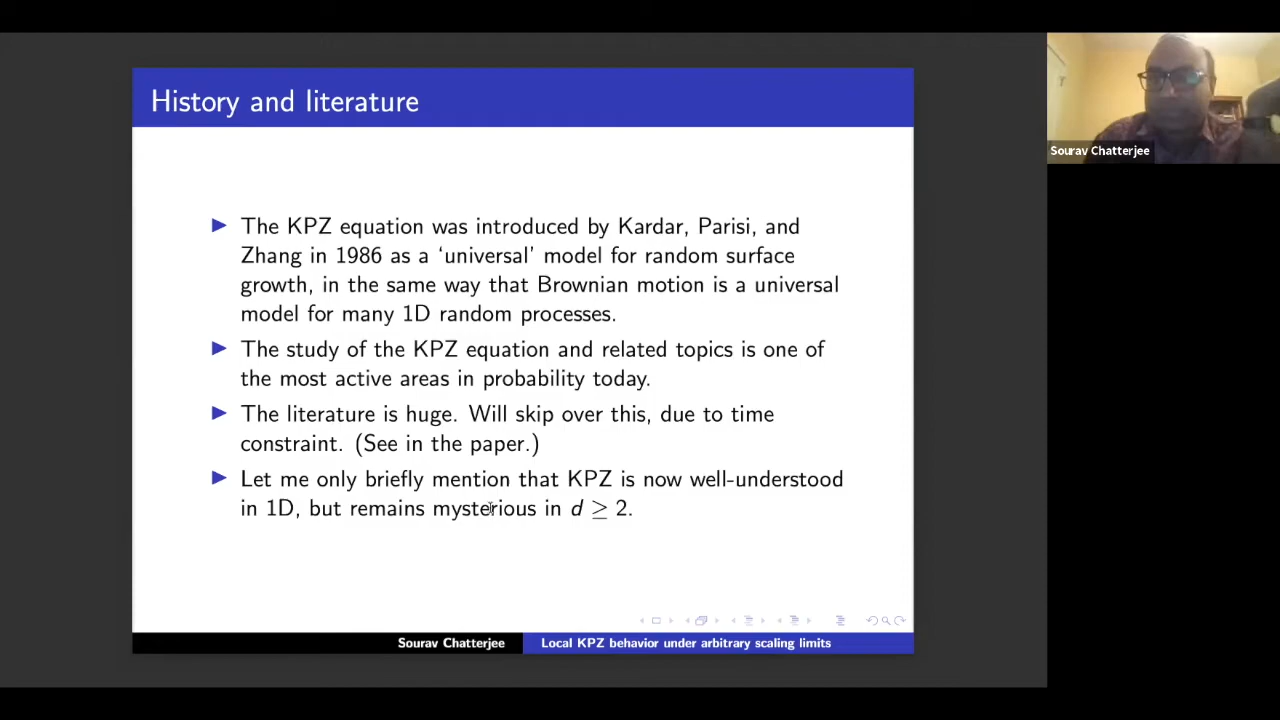 History and literature
Sourav Chatterjee
▶ The KPZ equation was introduced by Kardar, Parisi, and
Zhang in 1986 as a ‘universal’ model for random surface
growth, in the same way that Brownian motion is a universal
model for many 1D random processes.
▶ The study of the KPZ equation and related topics is one of
the most active areas in probability today.
▶ The literature is huge. Will skip over this, due to time
constraint. (See in the paper.)
▶ Let me only briefly mention that KPZ is now well-understood
in 1D, but remains mysterious in d ≥ 2.
Sourav Chatterjee Local KPZ behavior under arbitrary scaling limits